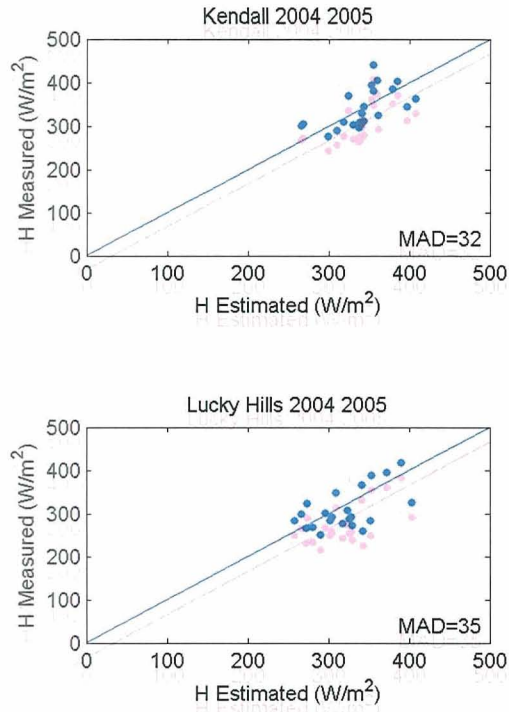 Kendall 2004 2005
500
400
300
200
100
0
H Measured (W/m²)
MAD=32
0 100 200 300 400 500
H Estimated (W/m²)
Lucky Hills 2004 2005
500
400
300
200
100
0
H Measured (W/m²)
MAD=35
0 100 200 300 400 500
H Estimated (W/m²)